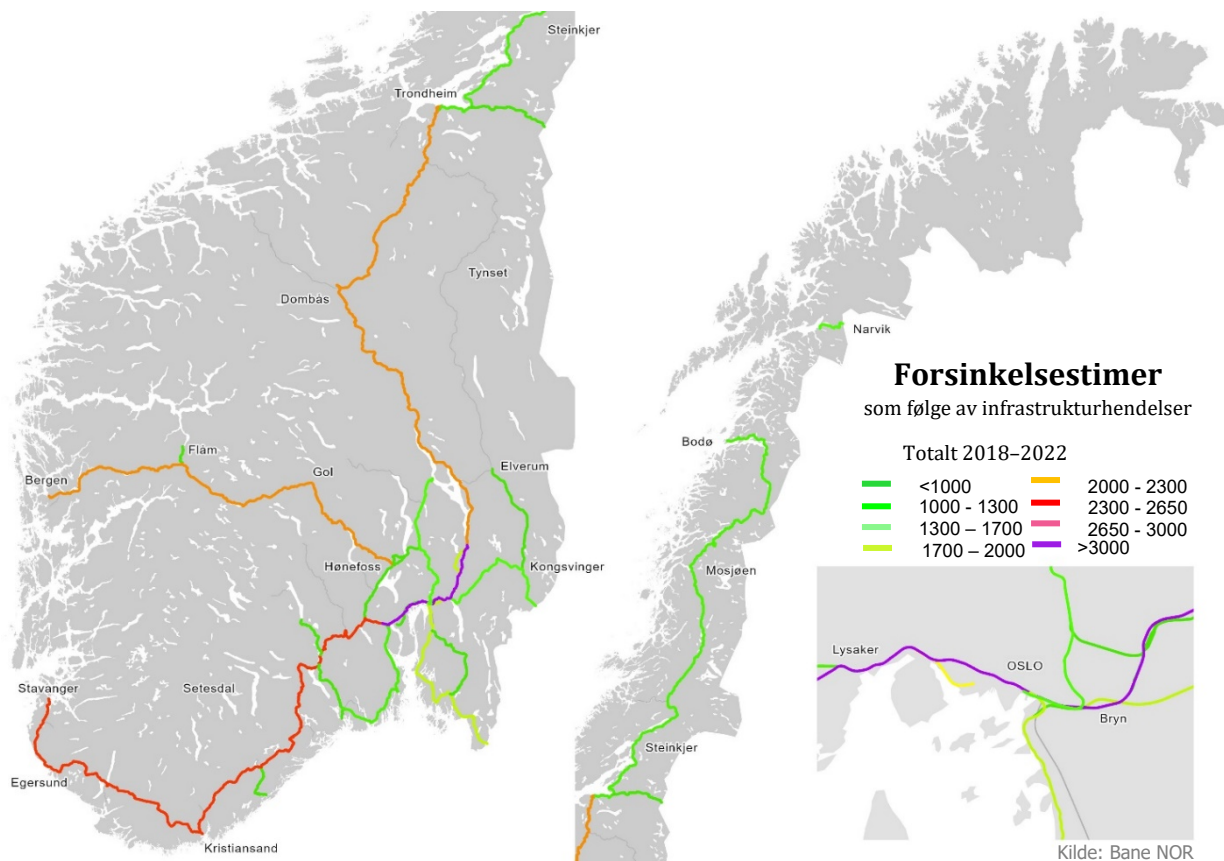 Steinkjer
Trondheim
Tynset
Dombås
Flåm
Bergen
Gol
Elverum
Hønefoss
Kongsvinger
Stavanger
Setesdal
Egersund
Kristiansand
Narvik
Bodø
Mosjøen
Steinkjer
Forsinkelsestimer
som følge av infrastrukturhendelser
Totalt 2018–2022
<1000
1000 - 1300
1300 – 1700
1700 – 2000
2000 - 2300
2300 - 2650
2650 - 3000
>3000
Lysaker
OSLO
Bryn
Kilde: Bane NOR